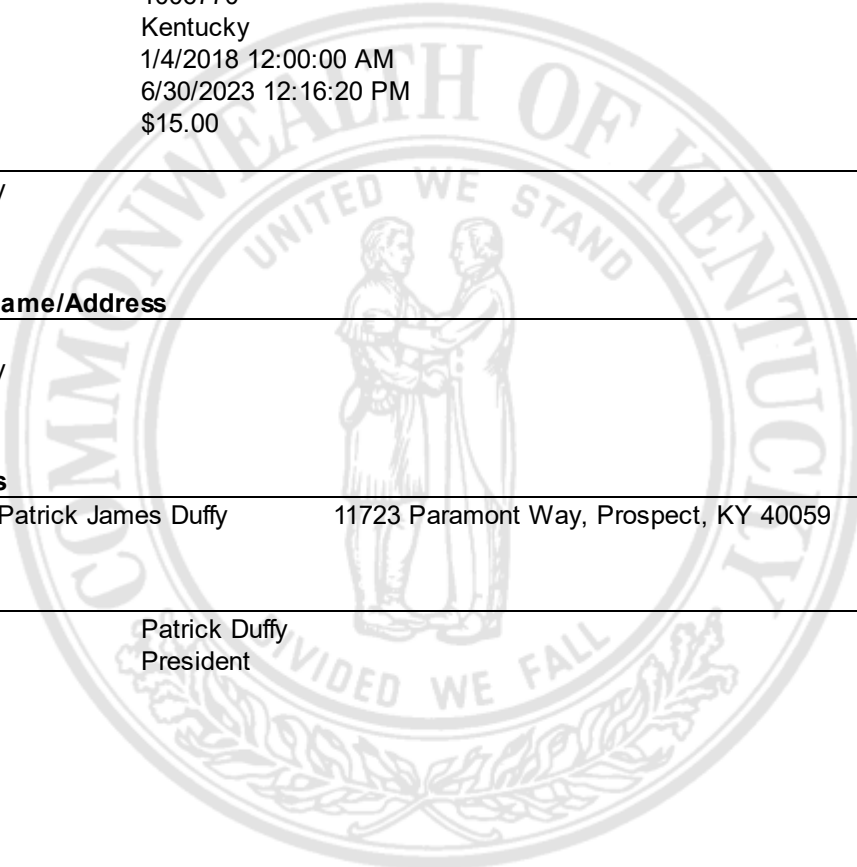 Kentucky
1/4/2018 12:00:00 AM
6/30/2023 12:16:20 PM
$15.00
COMMONWEALTH OF KENTUCKY
UNITED WE STAND
ame/Address
s
Patrick James Duffy 11723 Paramont Way, Prospect, KY 40059
Patrick Duffy
President
DIVIDED WE FALL